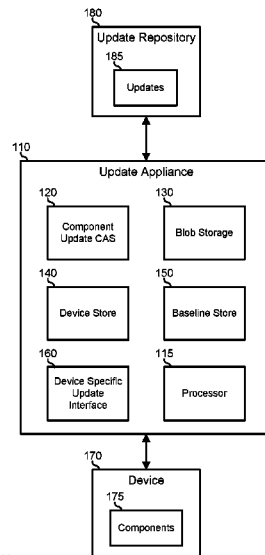 180
Update Repository
185
Updates
110
Update Appliance
120
Component
Update CAS
130
Blob Storage
140
Device Store
150
Baseline Store
160
Device Specific
Update
Interface
115
Processor
170
Device
175
Components